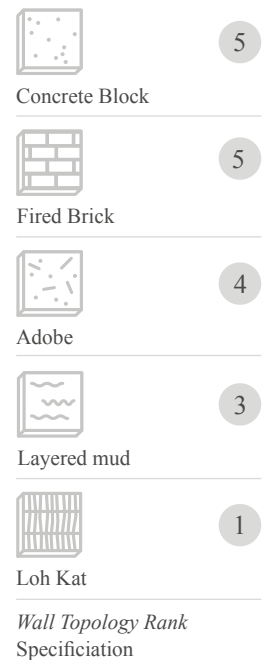 5
Concrete Block
5
Fired Brick
4
Adobe
3
Layered mud
1
Loh Kat
Wall Topology Rank
Specificiation